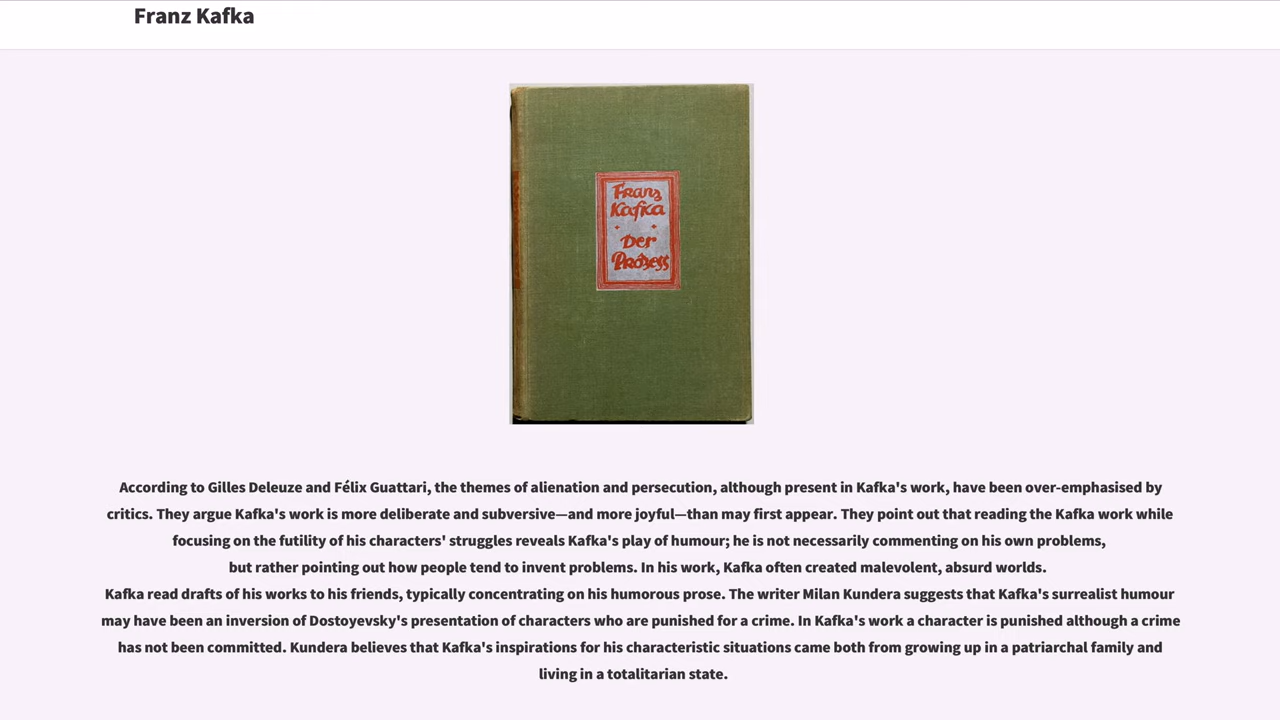 Franz Kafka
Franz
Kafka
Der
Prozess
According to Gilles Deleuze and Félix Guattari, the themes of alienation and persecution, although present in Kafka's work, have been over-emphasised by
critics. They argue Kafka's work is more deliberate and subversive—and more joyful—than may first appear. They point out that reading the Kafka work while
focusing on the futility of his characters' struggles reveals Kafka's play of humour; he is not necessarily commenting on his own problems,
but rather pointing out how people tend to invent problems. In his work, Kafka often created malevolent, absurd worlds.
Kafka read drafts of his works to his friends, typically concentrating on his humorous prose. The writer Milan Kundera suggests that Kafka's surrealist humour
may have been an inversion of Dostoyevsky's presentation of characters who are punished for a crime. In Kafka's work a character is punished although a crime
has not been committed. Kundera believes that Kafka's inspirations for his characteristic situations came both from growing up in a patriarchal family and
living in a totalitarian state.